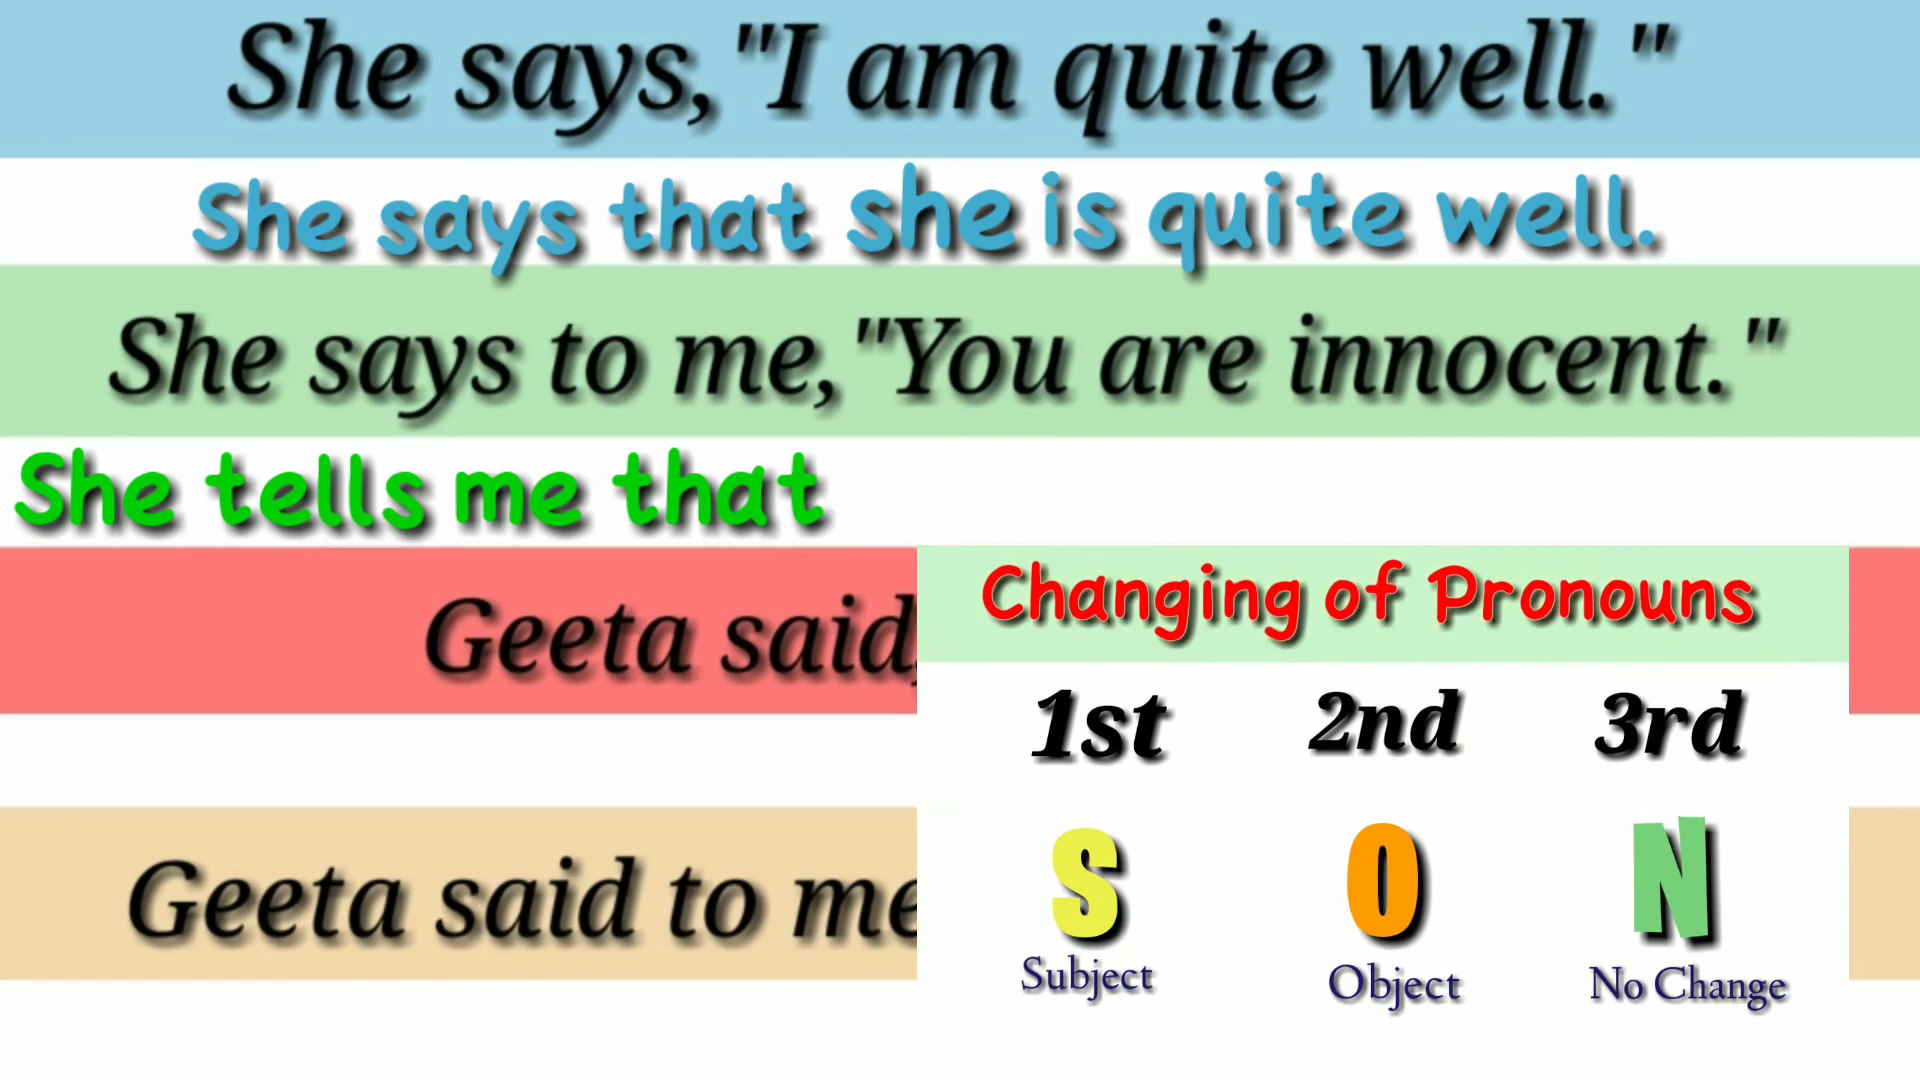 She says,"I am quite well."
She says that she is quite well.
She says to me,"You are innocent."
She tells me that
Geeta said,
Geeta said to me
Changing of Pronouns
1st 2nd 3rd
S O N
Subject Object No Change